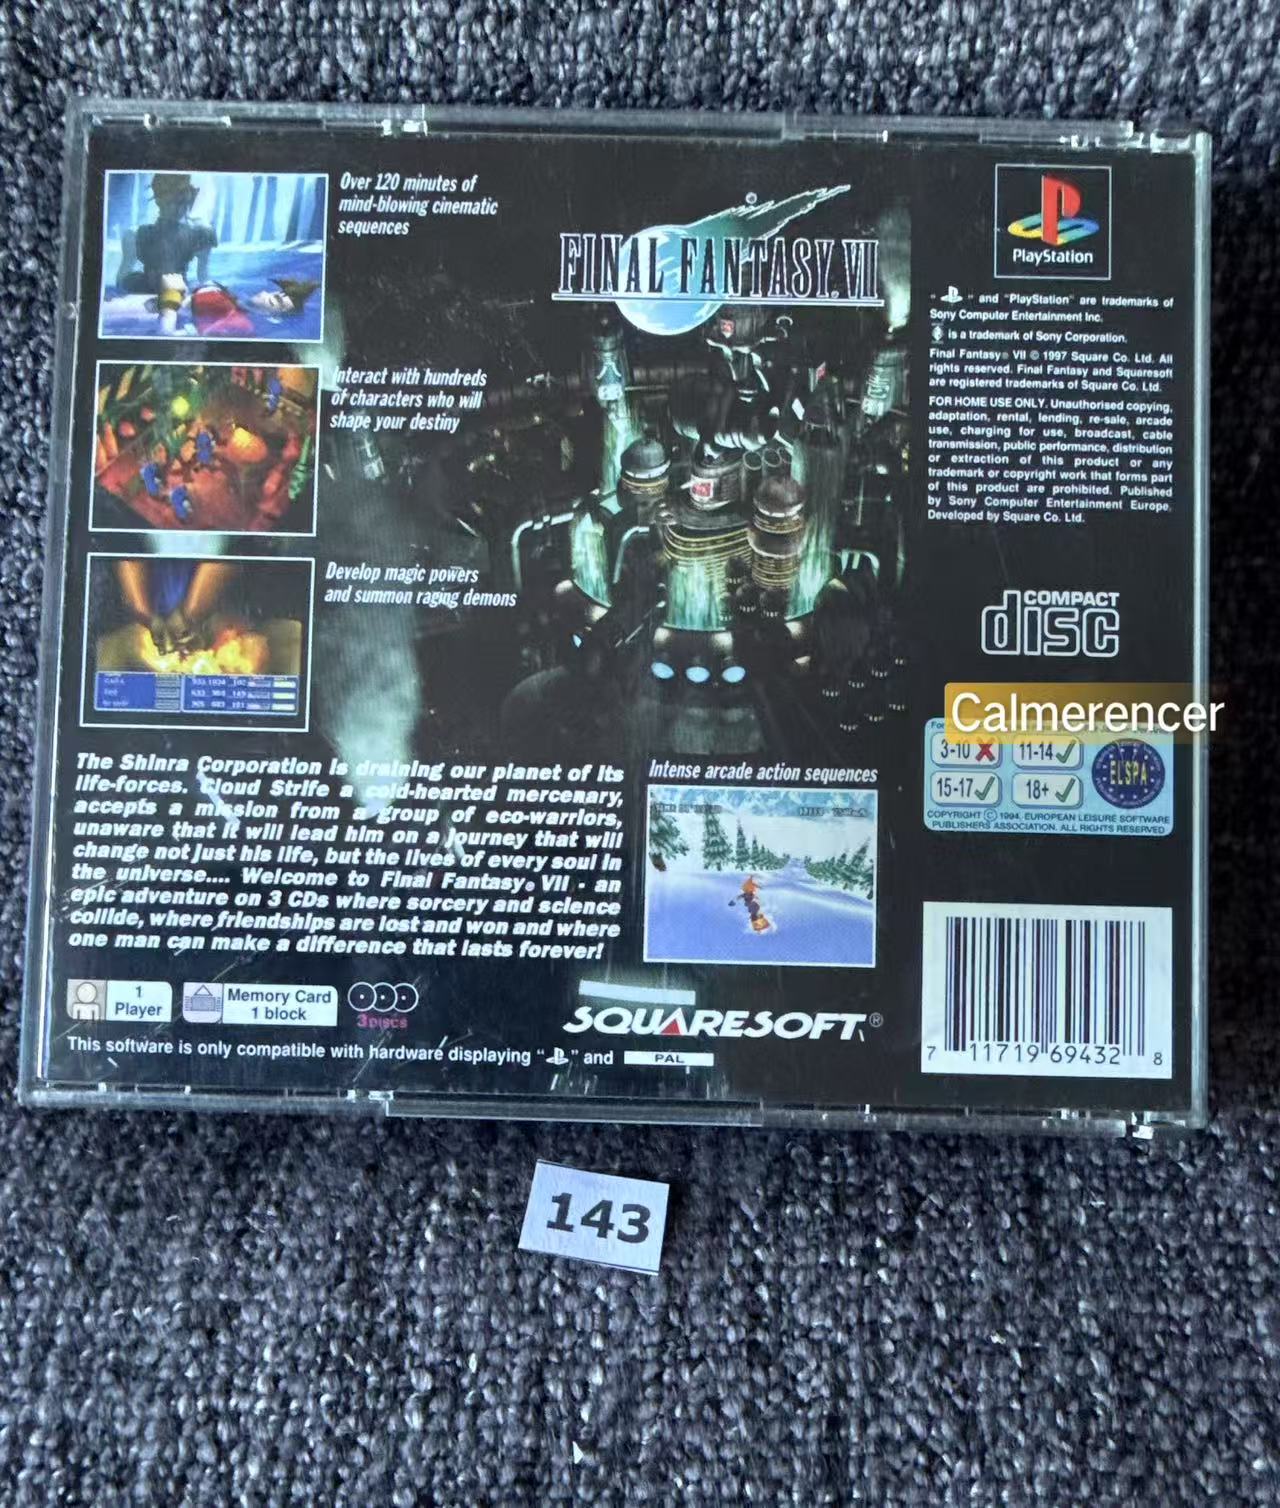 Over 120 minutes of
mind-blowing cinematic
sequences
FINAL FANTASY. VII
Interact with hundreds
of characters who will
shape your destiny
Develop magic powers
and summon raging demons
PlayStation
" " and "PlayStation" are trademarks of
Sony Computer Entertainment Inc.
is a trademark of Sony Corporation.
Final Fantasy® VII © 1997 Square Co. Ltd. All
rights reserved. Final Fantasy and Squaresoft
are registered trademarks of Square Co. Ltd.
FOR HOME USE ONLY. Unauthorised copying,
adaptation, rental, lending, re-sale, arcade
use, charging for use, broadcast, cable
transmission, public performance, distribution
or extraction of this product or any
trademark or copyright work that forms part
of this product are prohibited. Published
by Sony Computer Entertainment Europe.
Developed by Square Co. Ltd.
COMPACT
disc
Calmerencer
3-10 11-14
15-17 18+
ELSPA
COPYRIGHT © 1994. EUROPEAN LEISURE SOFTWARE
PUBLISHERS ASSOCIATION. ALL RIGHTS RESERVED
The Shinra Corporation is draining our planet of its
life-forces. Cloud Strife a cold-hearted mercenary,
accepts a mission from a group of eco-warriors,
unaware that it will lead him on a journey that will
change not just his life, but the lives of every soul in
the universe.... Welcome to Final Fantasy® VII - an
epic adventure on 3 CDs where sorcery and science
collide, where friendships are lost and won and where
one man can make a difference that lasts forever!
Intense arcade action sequences
1
Player
Memory Card
1 block
3 DISCS
SQUARESOFT®
This software is only compatible with hardware displaying " " and PAL
7 11719 69432 8
143